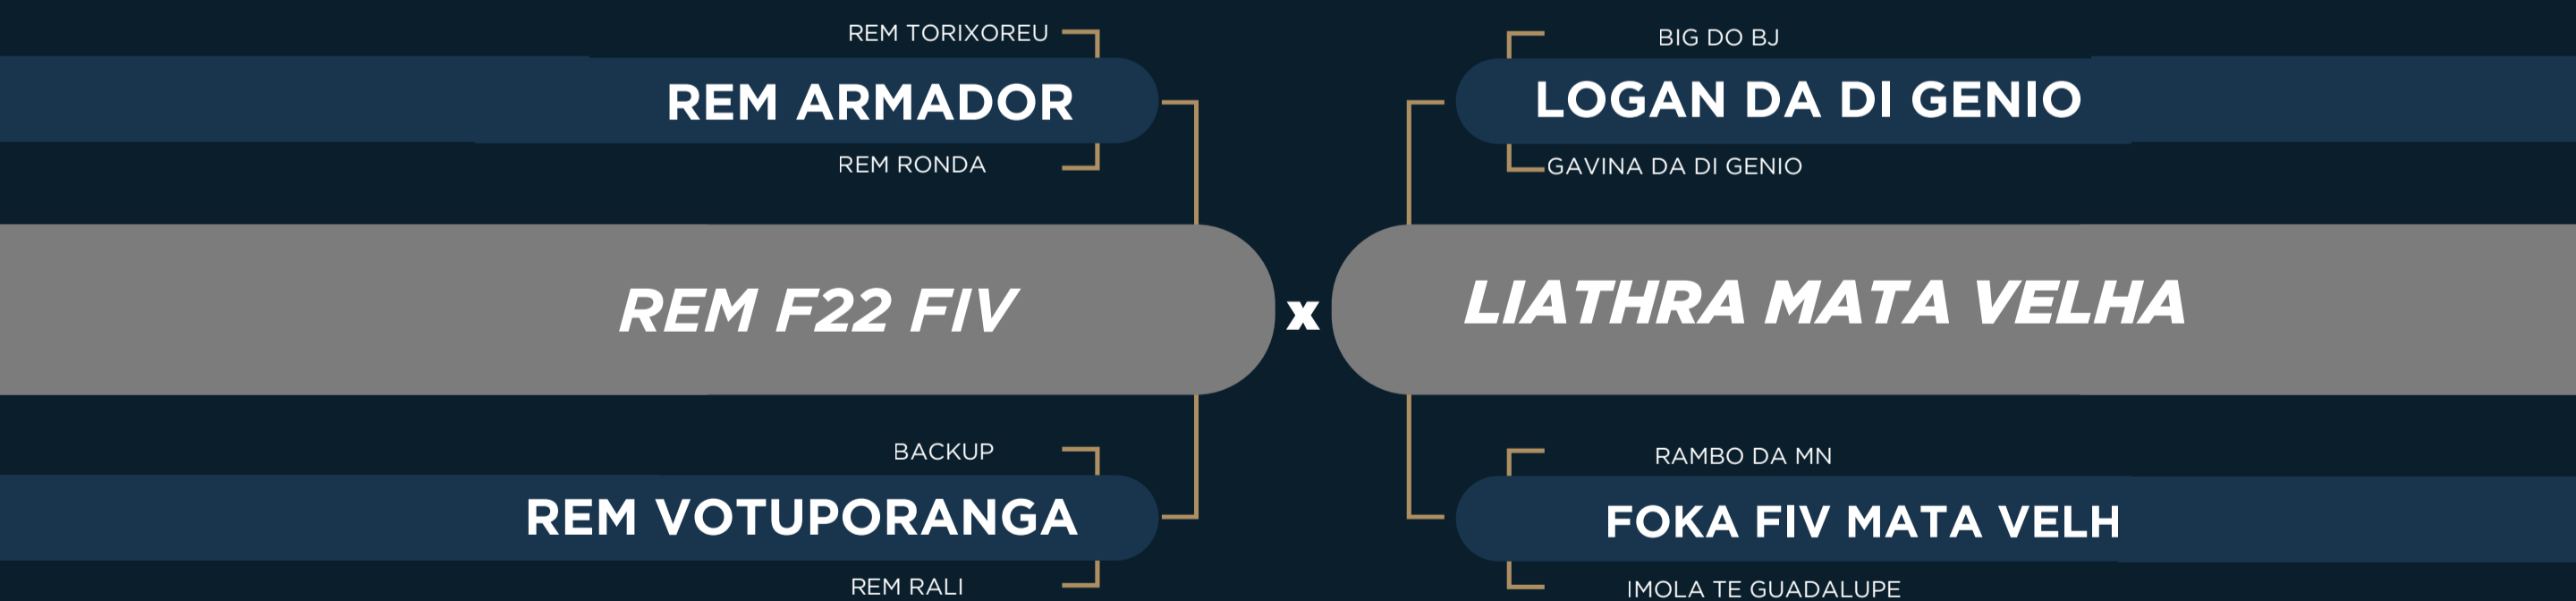 REM TORIXOREU
REM ARMADOR
REM RONDA
REM F22 FIV
BACKUP
REM VOTUPORANGA
REM RALI
x
BIG DO BJ
LOGAN DA DI GENIO
GAVINA DA DI GENIO
LIATHRA MATA VELHA
RAMBO DA MN
FOKA FIV MATA VELH
IMOLA TE GUADALUPE